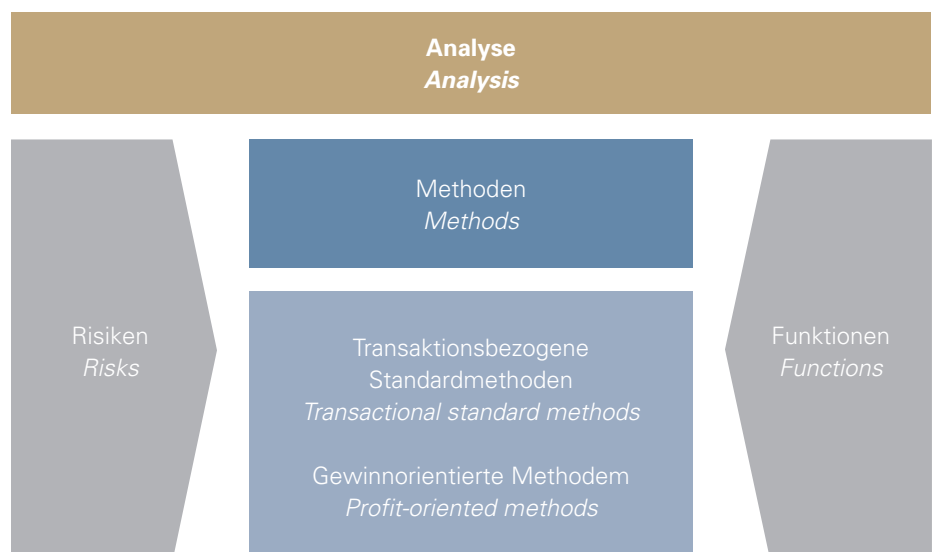 Analyse
Analysis
Methoden
Methods
Risiken
Risks
Transaktionsbezogene
Standardmethoden
Transactional standard methods
Gewinnorientierte Methodem
Profit-oriented methods
Funktionen
Functions